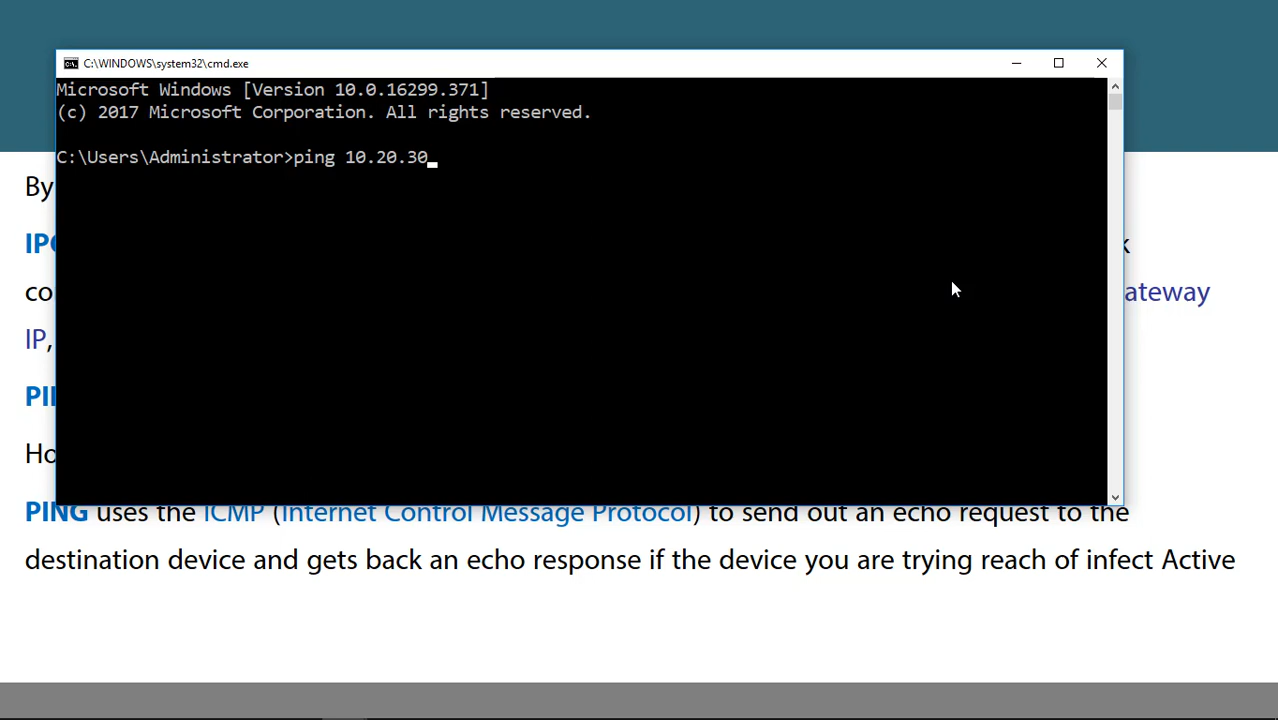 C:\WINDOWS\system32\cmd.exe
Microsoft Windows [Version 10.0.16299.371]
(c) 2017 Microsoft Corporation. All rights reserved.
C:\Users\Administrator>ping 10.20.30
By
co
ateway
IP,
Ho
PING uses the ICMP (Internet Control Message Protocol) to send out an echo request to the
destination device and gets back an echo response if the device you are trying reach of infect Active